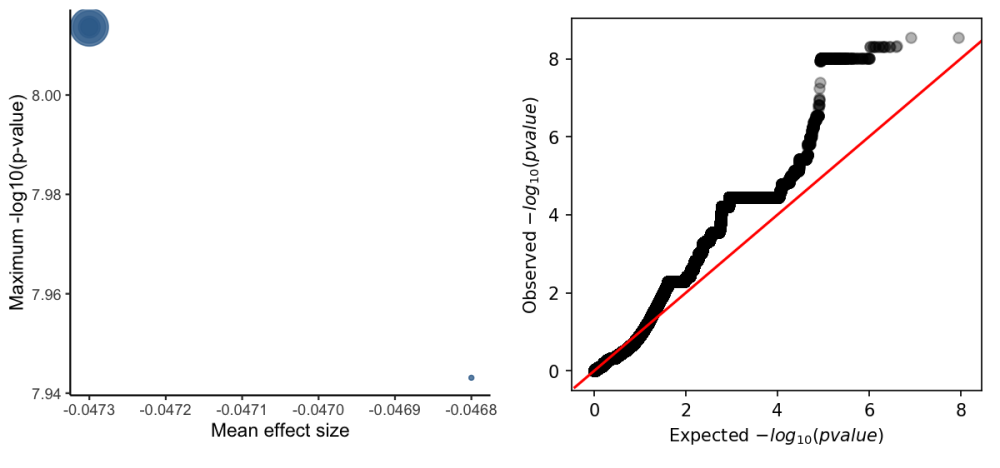 Maximum -log10(p-value)
8.00
7.98
7.96
7.94
-0.0473 -0.0472 -0.0471 -0.0470 -0.0469 -0.0468
Mean effect size
Observed −log₁₀(pvalue)
8
6
4
2
0
0 2 4 6 8
Expected −log₁₀(pvalue)